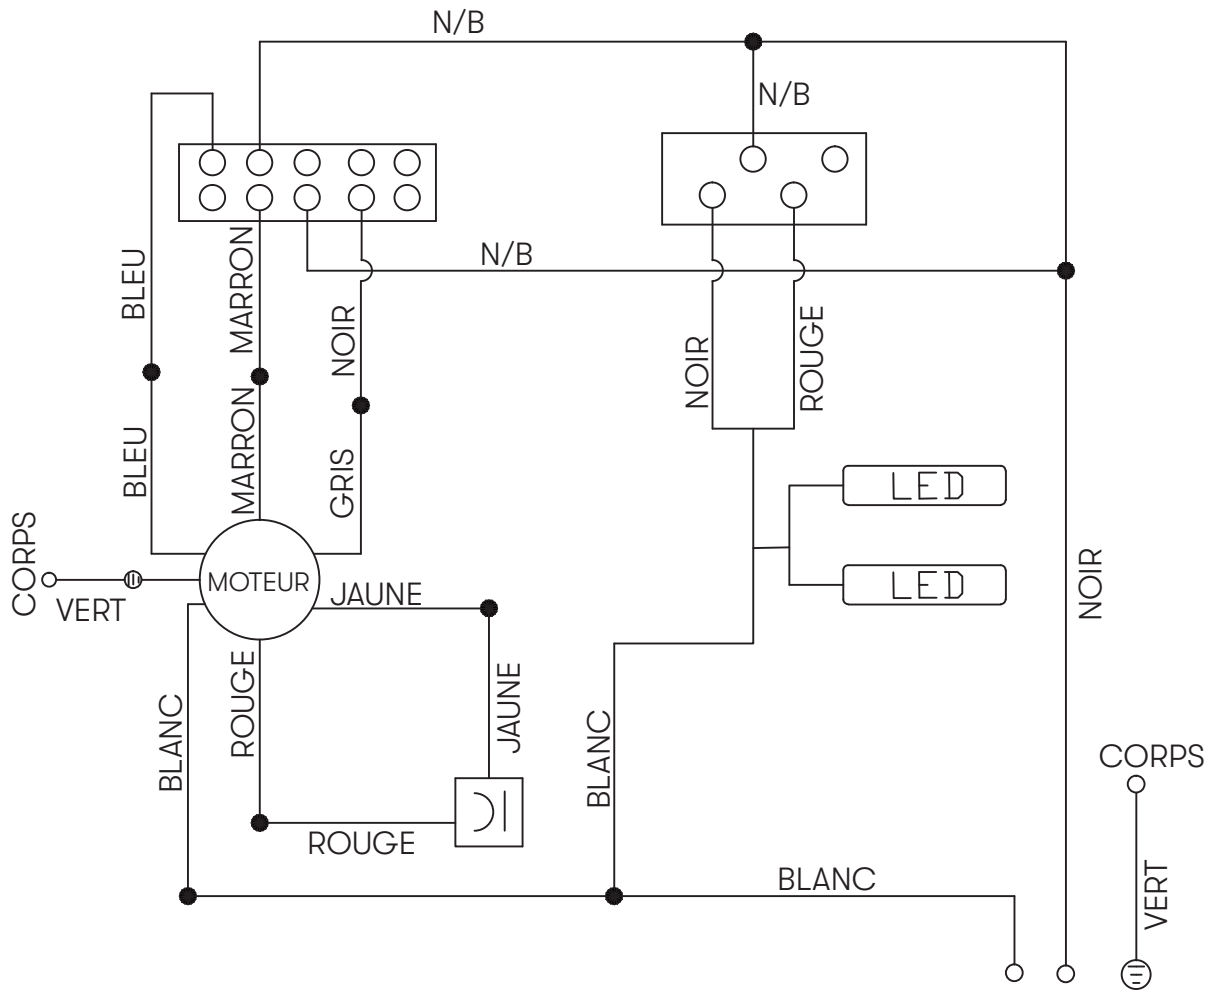 N/B
N/B
N/B
BLEU
MARRON
NOIR
NOIR
ROUGE
BLEU
MARRON
GRIS
LED
LED
CORPS
VERT
MOTEUR
JAUNE
NOIR
BLANC
ROUGE
JAUNE
BLANC
ROUGE
BLANC
CORPS
VERT